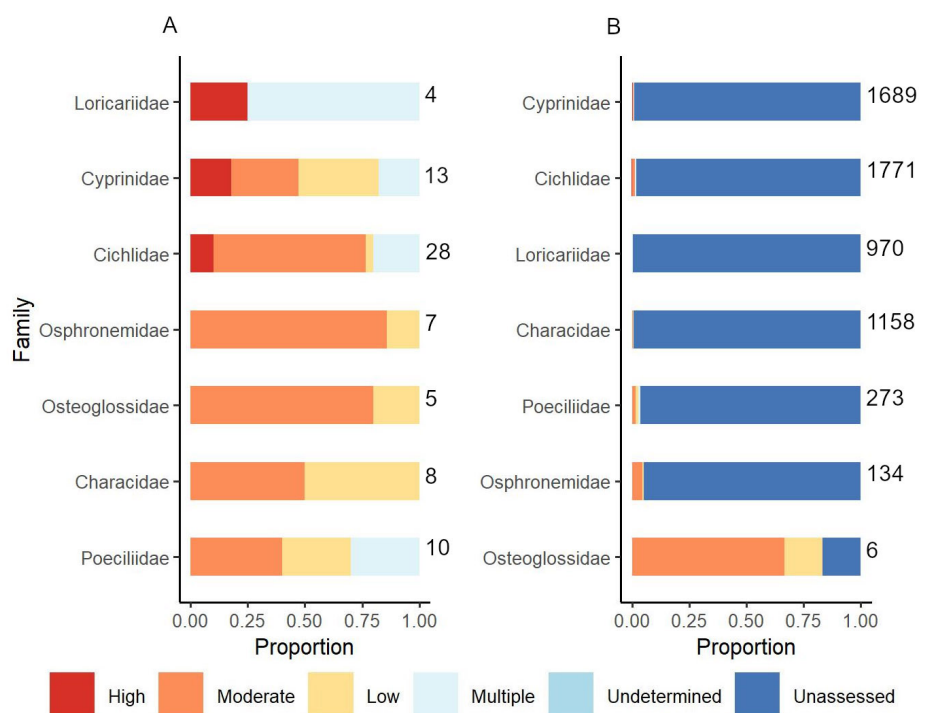 A
B
Family
Loricariidae
4
Cyprinidae
13
Cichlidae
28
Osphronemidae
7
Osteoglossidae
5
Characidae
8
Poeciliidae
10
0.00 0.25 0.50 0.75 1.00
Proportion
Cyprinidae
1689
Cichlidae
1771
Loricariidae
970
Characidae
1158
Poeciliidae
273
Osphronemidae
134
Osteoglossidae
6
0.00 0.25 0.50 0.75 1.00
Proportion
High Moderate Low Multiple Undetermined Unassessed